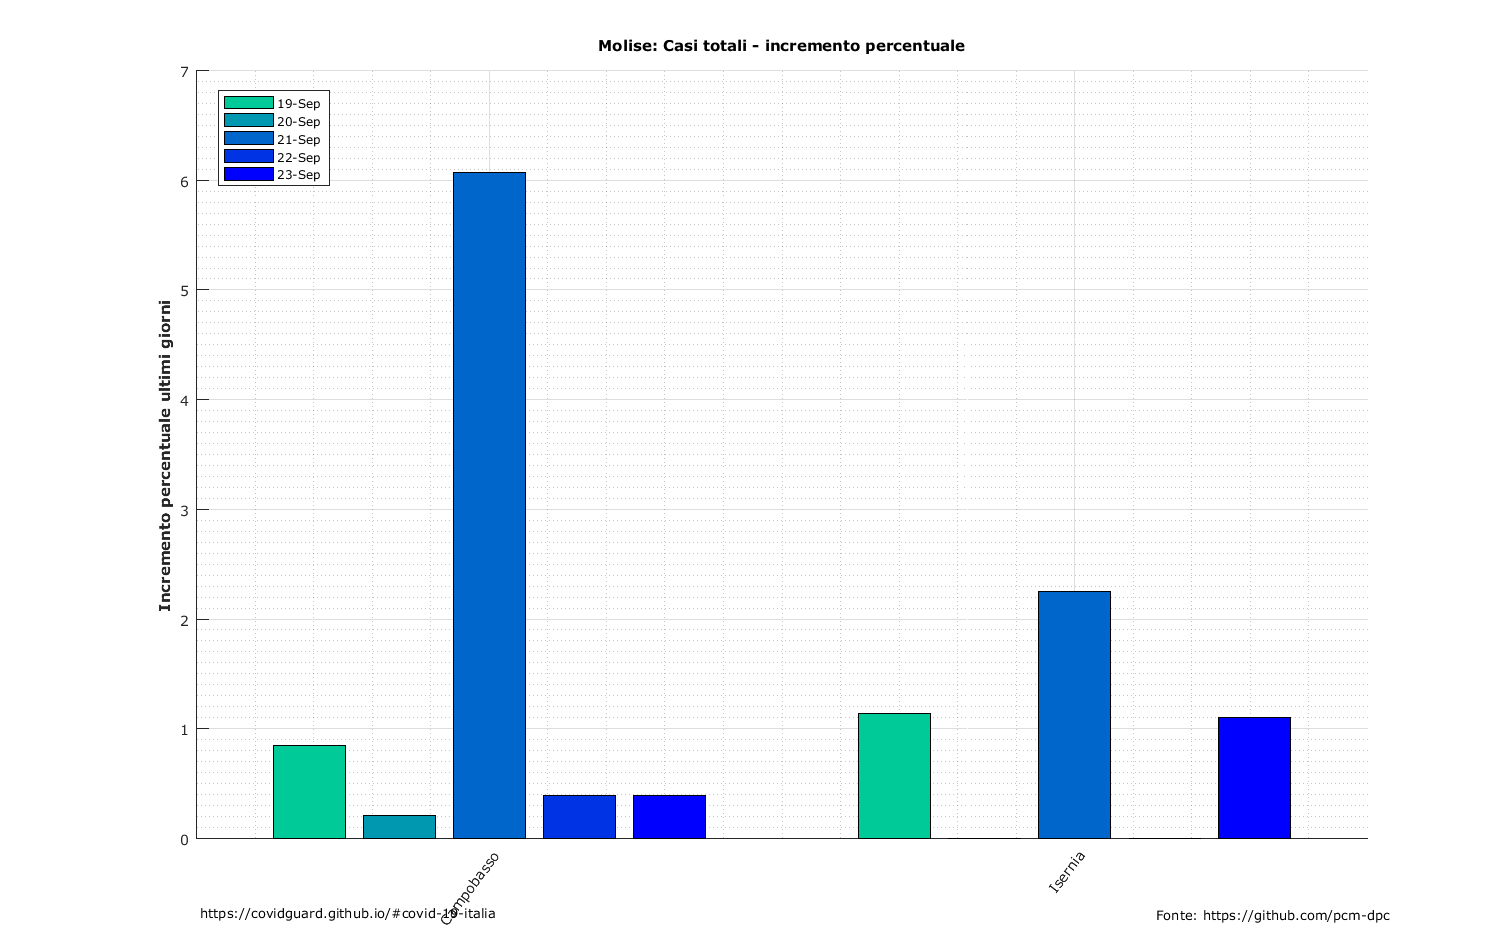 Molise: Casi totali - incremento percentuale
7
6
5
4
3
2
1
0
Incremento percentuale ultimi giorni
19-Sep
20-Sep
21-Sep
22-Sep
23-Sep
Campobasso
Isernia
https://covidguard.github.io/#covid-19-italia
Fonte: https://github.com/pcm-dpc